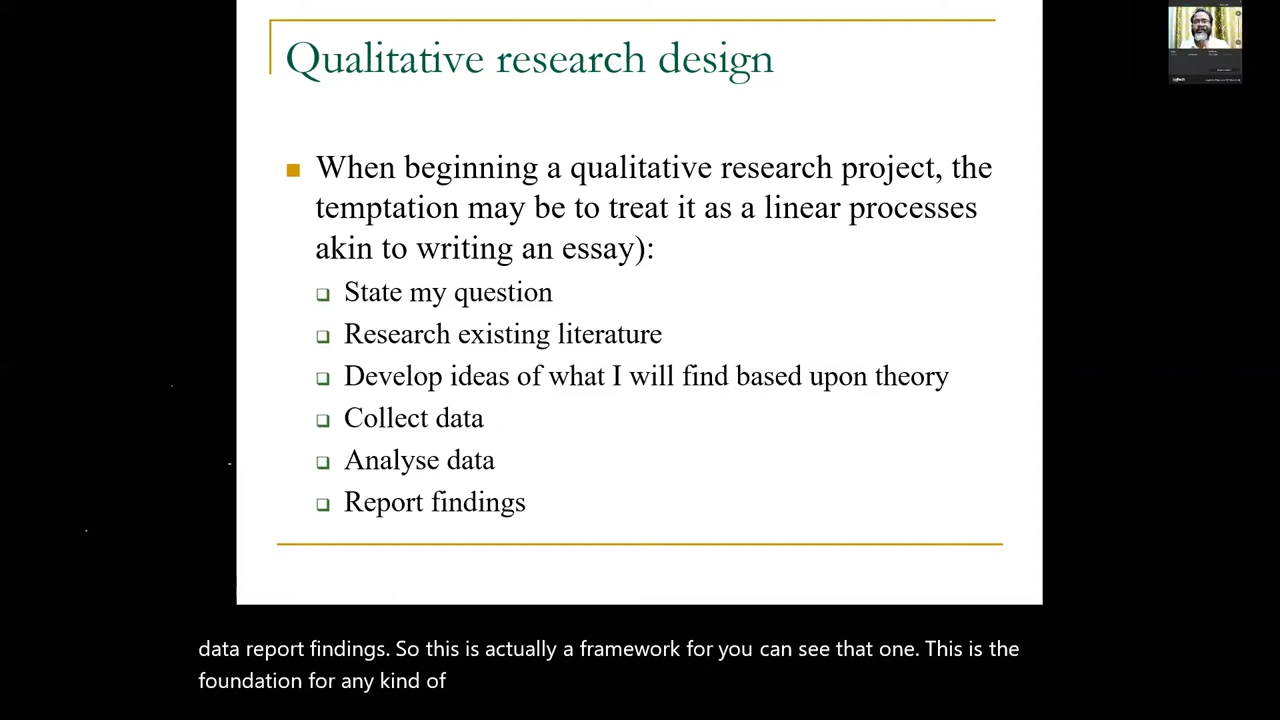 Qualitative research design
When beginning a qualitative research project, the
temptation may be to treat it as a linear processes
akin to writing an essay):
State my question
Research existing literature
Develop ideas of what I will find based upon theory
Collect data
Analyse data
Report findings
data report findings. So this is actually a framework for you can see that one. This is the
foundation for any kind of